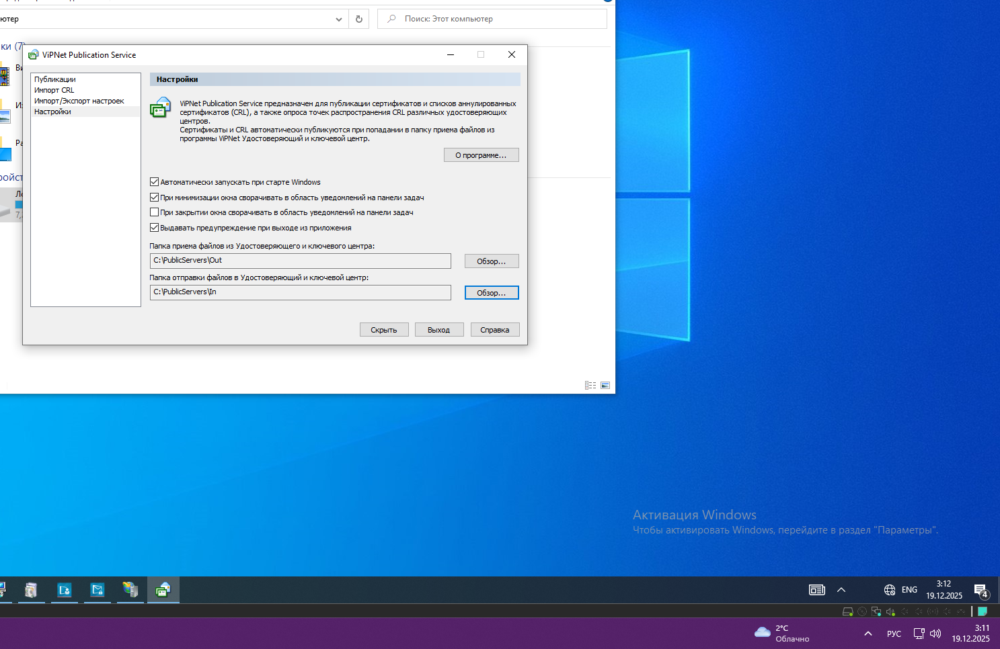 ютер
Поиск: Этот компьютер
ки (7)
ViPNet Publication Service
Ви
Из
Ра
ройст
Ло
7,
Публикации
Импорт CRL
Импорт/Экспорт настроек
Настройки
Настройки
ViPNet Publication Service предназначен для публикации сертификатов и списков аннулированных
сертификатов (CRL), а также опроса точек распространения CRL различных удостоверяющих
центров.
Сертификаты и CRL автоматически публикуются при попадании в папку приема файлов из
программы ViPNet Удостоверяющий и ключевой центр.
О программе...
Автоматически запускать при старте Windows
При минимизации окна сворачивать в область уведомлений на панели задач
При закрытии окна сворачивать в область уведомлений на панели задач
Выдавать предупреждение при выходе из приложения
Папка приема файлов из Удостоверяющего и ключевого центра:
C:\PublicServers\Out
Обзор...
Папка отправки файлов в Удостоверяющий и ключевой центр:
C:\PublicServers\In
Обзор...
Скрыть
Выход
Справка
Активация Windows
Чтобы активировать Windows, перейдите в раздел "Параметры".
ENG
3:12
19.12.2025
4
2°C
Облачно
РУС
3:11
19.12.2025